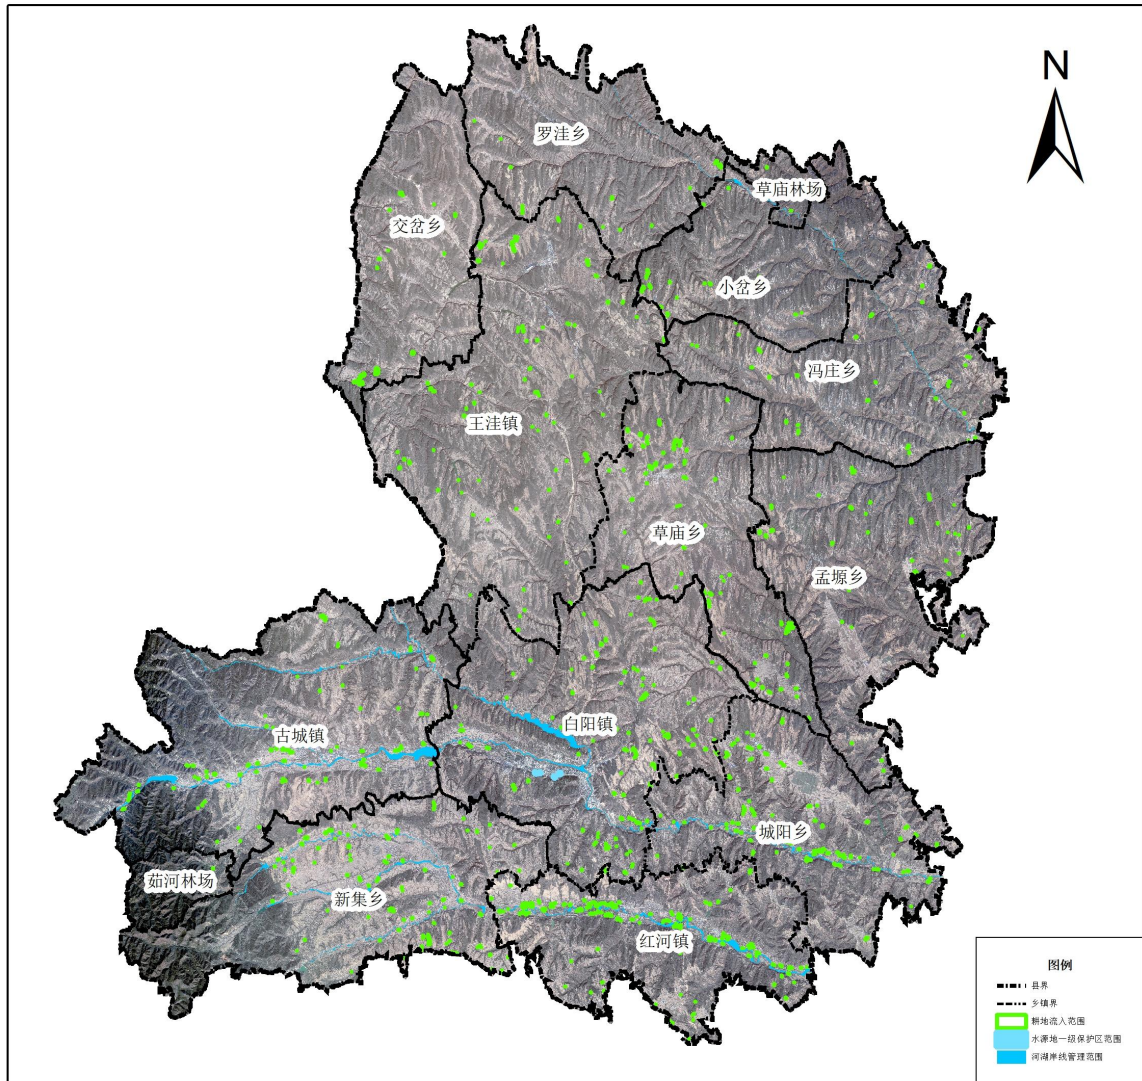 N
罗洼乡
草庙林场
交岔乡
小岔乡
冯庄乡
王洼镇
草庙乡
孟塬乡
白阳镇
古城镇
城阳乡
茹河林场
新集乡
红河镇
图例
县界
乡镇界
耕地流入范围
水源地一级保护区范围
河湖岸线管理范围